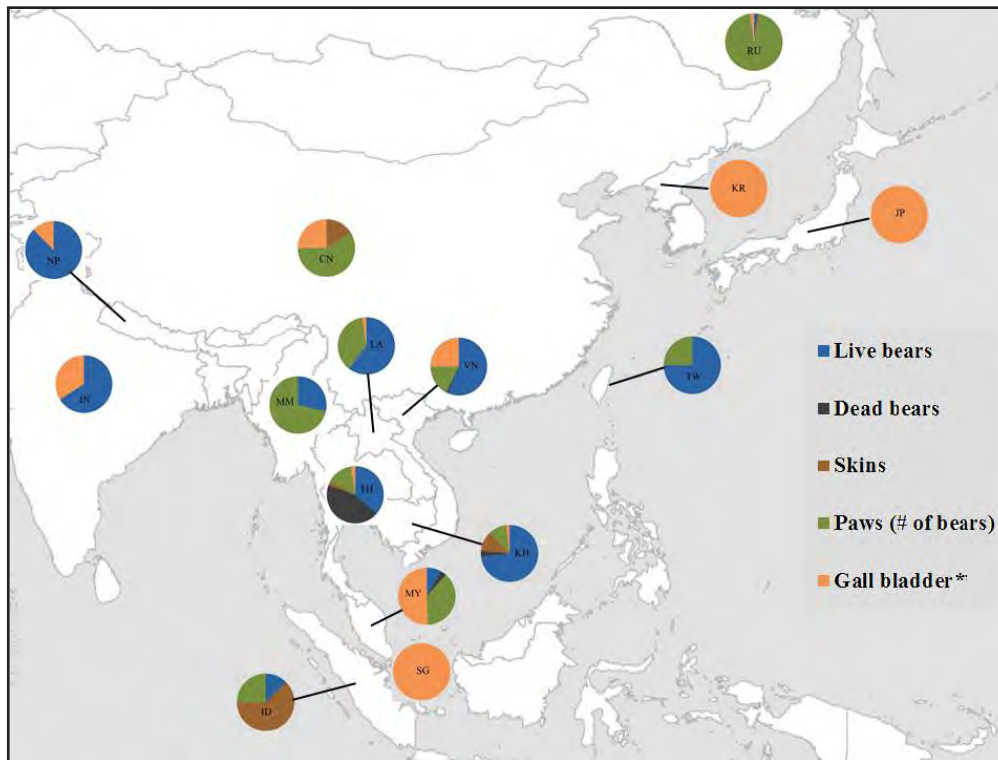 RU
KR
JP
NP
CN
LA
VN
TW
IN
MM
TH
KH
MY
SG
ID
Live bears
Dead bears
Skins
Paws (# of bears)
Gall bladder*